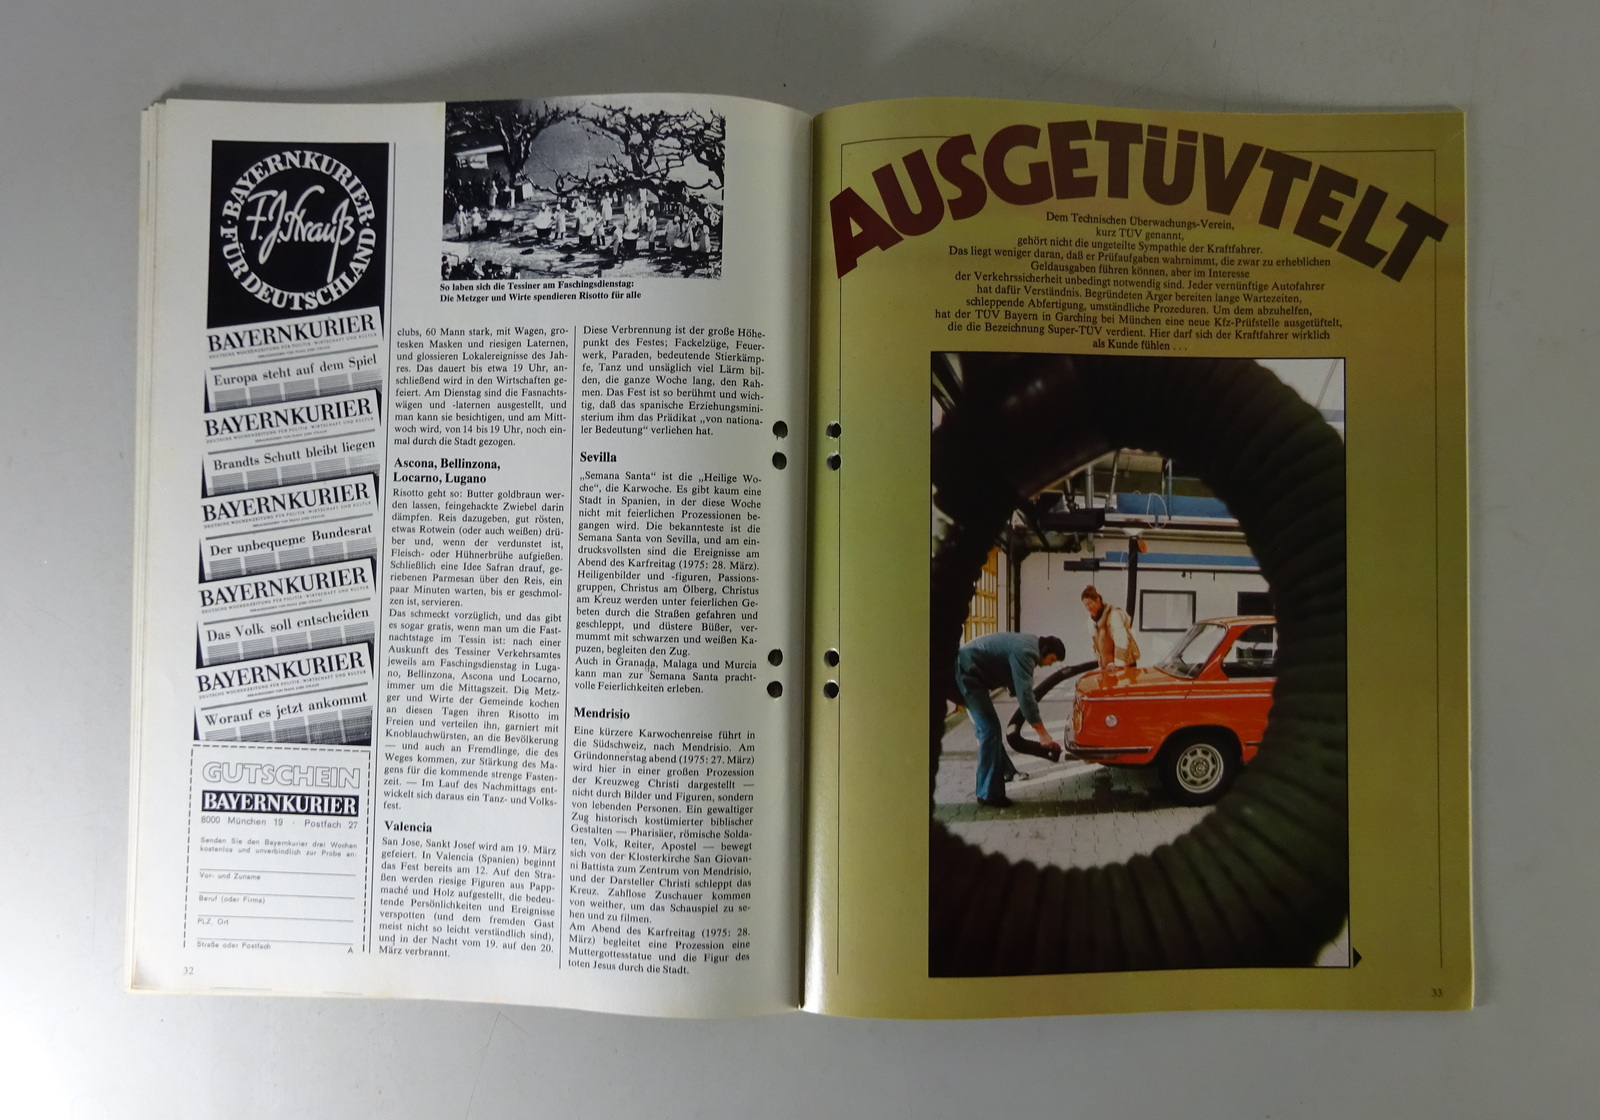 BAYERNKURIER
F.J. Strauß
FÜR DEUTSCHLAND
BAYERNKURIER
Europa steht auf dem Spiel
BAYERNKURIER
Brandts Schutt bleibt liegen
BAYERNKURIER
Der unbequeme Bundesrat
BAYERNKURIER
Das Volk soll entscheiden
BAYERNKURIER
Worauf es jetzt ankommt
GUTSCHEIN
BAYERNKURIER
8000 München 19 · Postfach 27
Senden Sie den Bayernkurier drei Wochen
kostenlos und unverbindlich zur Probe an:
Vor- und Zuname
Beruf (oder Firma)
PLZ, Ort
Straße oder Postfach
A
32
So laben sich die Tessiner am Faschingsdienstag:
Die Metzger und Wirte spendieren Risotto für alle
clubs, 60 Mann stark, mit Wagen, gro-
tesken Masken und riesigen Laternen,
und glossieren Lokalereignisse des Jah-
res. Das dauert bis etwa 19 Uhr, an-
schließend wird in den Wirtschaften ge-
feiert. Am Dienstag sind die Fasnachts-
wägen und -laternen ausgestellt, und
man kann sie besichtigen, und am Mitt-
woch wird, von 14 bis 19 Uhr, noch ein-
mal durch die Stadt gezogen.
Ascona, Bellinzona,
Locarno, Lugano
Risotto geht so: Butter goldbraun wer-
den lassen, feingehackte Zwiebel darin
dämpfen. Reis dazugeben, gut rösten,
etwas Rotwein (oder auch weißen) drü-
ber und, wenn der verdunstet ist,
Fleisch- oder Hühnerbrühe aufgießen.
Schließlich eine Idee Safran drauf, ge-
riebenen Parmesan über den Reis, ein
paar Minuten warten, bis er geschmol-
zen ist, servieren.
Das schmeckt vorzüglich, und das gibt
es sogar gratis, wenn man um die Fast-
nachtstage im Tessin ist: nach einer
Auskunft des Tessiner Verkehrsamtes
jeweils am Faschingsdienstag in Luga-
no, Bellinzona, Ascona und Locarno,
immer um die Mittagszeit. Die Metz-
ger und Wirte der Gemeinde kochen
an diesen Tagen ihren Risotto im
Freien und verteilen ihn, garniert mit
Knoblauchwürsten, an die Bevölkerung
— und auch an Fremdlinge, die des
Weges kommen, zur Stärkung des Ma-
gens für die kommende strenge Fasten-
zeit. — Im Lauf des Nachmittags ent-
wickelt sich daraus ein Tanz- und Volks-
fest.
Valencia
San Jose, Sankt Josef wird am 19. März
gefeiert. In Valencia (Spanien) beginnt
das Fest bereits am 12. Auf den Stra-
ßen werden riesige Figuren aus Papp-
maché und Holz aufgestellt, die bedeu-
tende Persönlichkeiten und Ereignisse
verspotten (und dem fremden Gast
meist nicht so leicht verständlich sind),
und in der Nacht vom 19. auf den 20.
März verbrannt.
Diese Verbrennung ist der große Höhe-
punkt des Festes; Fackelzüge, Feuer-
werk, Paraden, bedeutende Stierkämp-
fe, Tanz und unsäglich viel Lärm bil-
den, die ganze Woche lang, den Rah-
men. Das Fest ist so berühmt und wich-
tig, daß das spanische Erziehungsmini-
sterium ihm das Prädikat „von nationa-
ler Bedeutung“ verliehen hat.
Sevilla
„Semana Santa“ ist die „Heilige Wo-
che“, die Karwoche. Es gibt kaum eine
Stadt in Spanien, in der diese Woche
nicht mit feierlichen Prozessionen be-
gangen wird. Die bekannteste ist die
Semana Santa von Sevilla, und am ein-
drucksvollsten sind die Ereignisse am
Abend des Karfreitag (1975: 28. März).
Heiligenbilder und -figuren, Passions-
gruppen, Christus am Ölberg, Christus
am Kreuz werden unter feierlichen Ge-
beten durch die Straßen gefahren und
geschleppt, und düstere Büßer, ver-
mummt mit schwarzen und weißen Ka-
puzen, begleiten den Zug.
Auch in Granada, Malaga und Murcia
kann man zur Semana Santa pracht-
volle Feierlichkeiten erleben.
Mendrisio
Eine kürzere Karwochenreise führt in
die Südschweiz, nach Mendrisio. Am
Gründonnerstag abend (1975: 27. März)
wird hier in einer großen Prozession
der Kreuzweg Christi dargestellt —
nicht durch Bilder und Figuren, sondern
von lebenden Personen. Ein gewaltiger
Zug historisch kostümierter biblischer
Gestalten — Pharisäer, römische Solda-
ten, Volk, Reiter, Apostel — bewegt
sich von der Klosterkirche San Giovan-
ni Battista zum Zentrum von Mendrisio,
und der Darsteller Christi schleppt das
Kreuz. Zahllose Zuschauer kommen
von weither, um das Schauspiel zu se-
hen und zu filmen.
Am Abend des Karfreitag (1975: 28.
März) begleitet eine Prozession eine
Muttergottesstatue und die Figur des
toten Jesus durch die Stadt.
AUSGETÜVTELT
Dem Technischen Überwachungs-Verein,
kurz TÜV genannt,
gehört nicht die ungeteilte Sympathie der Kraftfahrer.
Das liegt weniger daran, daß er Prüfaufgaben wahrnimmt, die zwar zu erheblichen
Geldausgaben führen können, aber im Interesse
der Verkehrssicherheit unbedingt notwendig sind. Jeder vernünftige Autofahrer
hat dafür Verständnis. Begründeten Ärger bereiten lange Wartezeiten,
schleppende Abfertigung, umständliche Prozeduren. Um dem abzuhelfen,
hat der TÜV Bayern in Garching bei München eine neue Kfz-Prüfstelle ausgetüftelt,
die die Bezeichnung Super-TÜV verdient. Hier darf sich der Kraftfahrer wirklich
als Kunde fühlen . . .
33